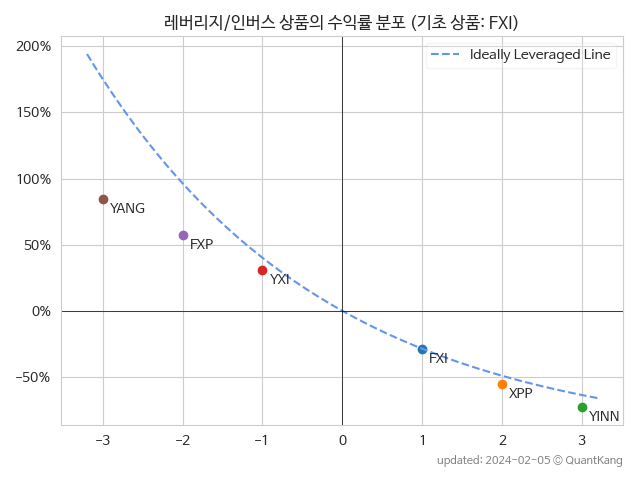 레버리지/인버스 상품의 수익률 분포 (기초 상품: FXI)
200%
150%
100%
50%
0%
−50%
Ideally Leveraged Line
YANG
FXP
YXI
FXI
XPP
YINN
−3 −2 −1 0 1 2 3
updated: 2024-02-05 © QuantKang